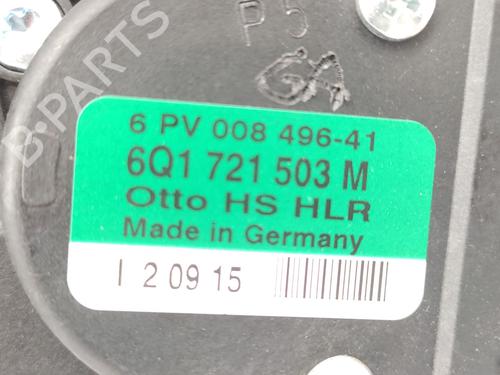 P 5
GA
6 PV 008 496-41
6Q1 721 503 M
Otto HS HLR
Made in Germany
I 2 09 15
B-PARTS